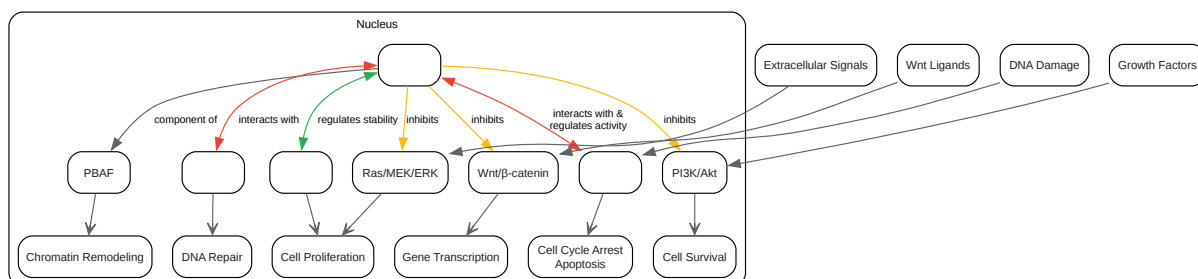 Nucleus
Extracellular Signals
Wnt Ligands
DNA Damage
Growth Factors
component of
interacts with
regulates stability
inhibits
inhibits
interacts with &
regulates activity
inhibits
PBAF
Ras/MEK/ERK
Wnt/β-catenin
PI3K/Akt
Chromatin Remodeling
DNA Repair
Cell Proliferation
Gene Transcription
Cell Cycle Arrest
Apoptosis
Cell Survival